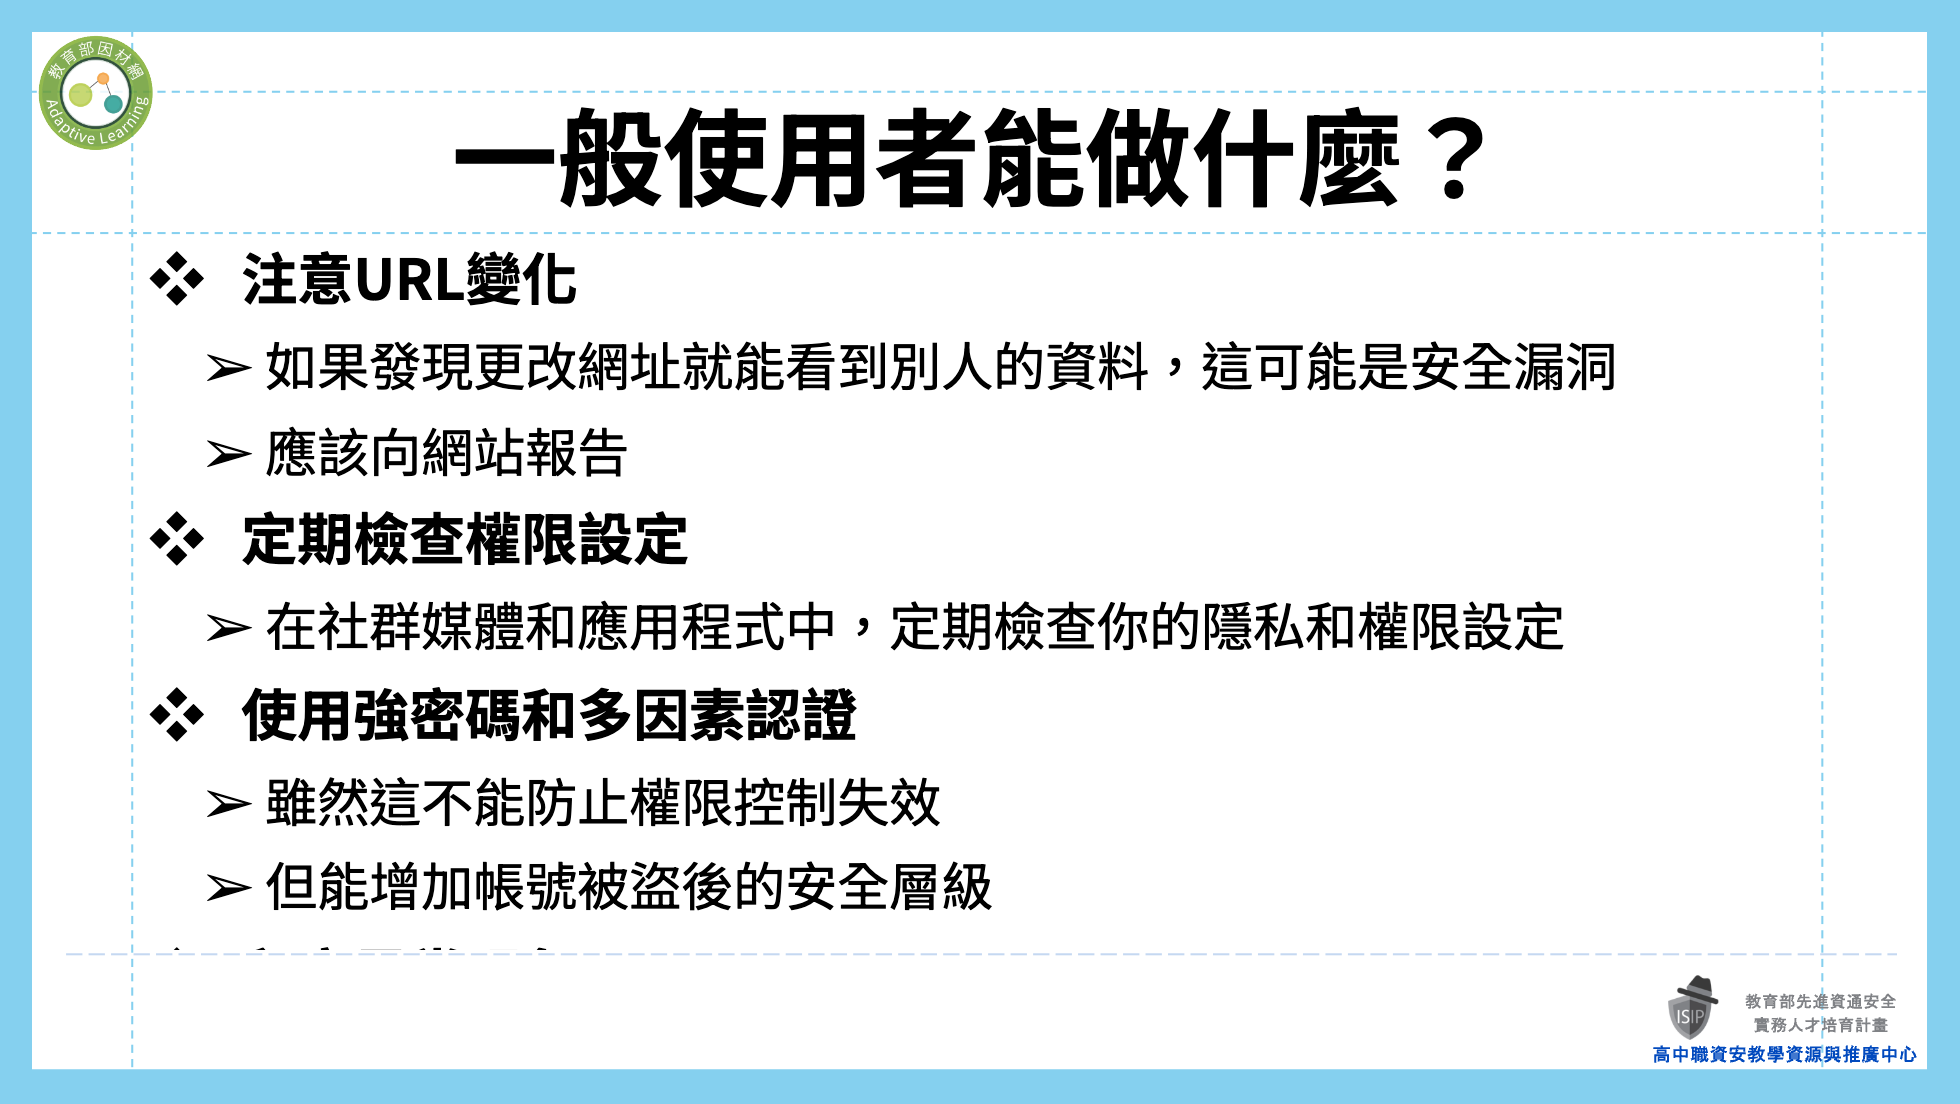 教育部因材網
Adaptive Learning
一般使用者能做什麼？
❖ 注意URL變化
➢ 如果發現更改網址就能看到別人的資料，這可能是安全漏洞
➢ 應該向網站報告
❖ 定期檢查權限設定
➢ 在社群媒體和應用程式中，定期檢查你的隱私和權限設定
❖ 使用強密碼和多因素認證
➢ 雖然這不能防止權限控制失效
➢ 但能增加帳號被盜後的安全層級
ISIP
教育部先進資通安全
實務人才培育計畫
高中職資安教學資源與推廣中心